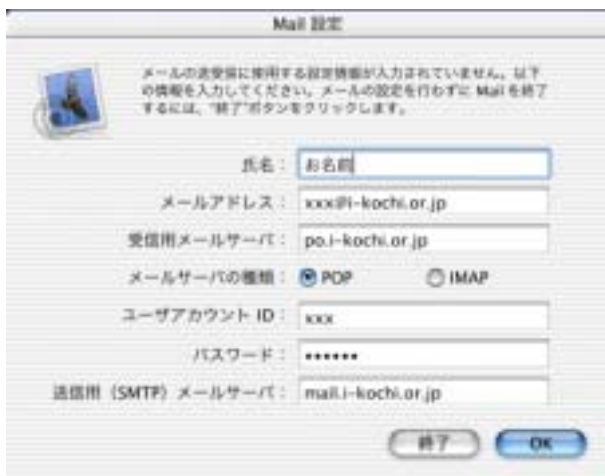 Mail 設定
メールの送受信に使用する設定情報が入力されていません。以下
の情報を入力してください。メールの設定を行わずに Mail を終了
するには、"終了"ボタンをクリックします。
氏名： お名前
メールアドレス： xxx@i-kochi.or.jp
受信用メールサーバ： po.i-kochi.or.jp
メールサーバの種類： POP IMAP
ユーザアカウント ID： xxx
パスワード： ••••••
送信用（SMTP）メールサーバ： mail.i-kochi.or.jp
終了 OK